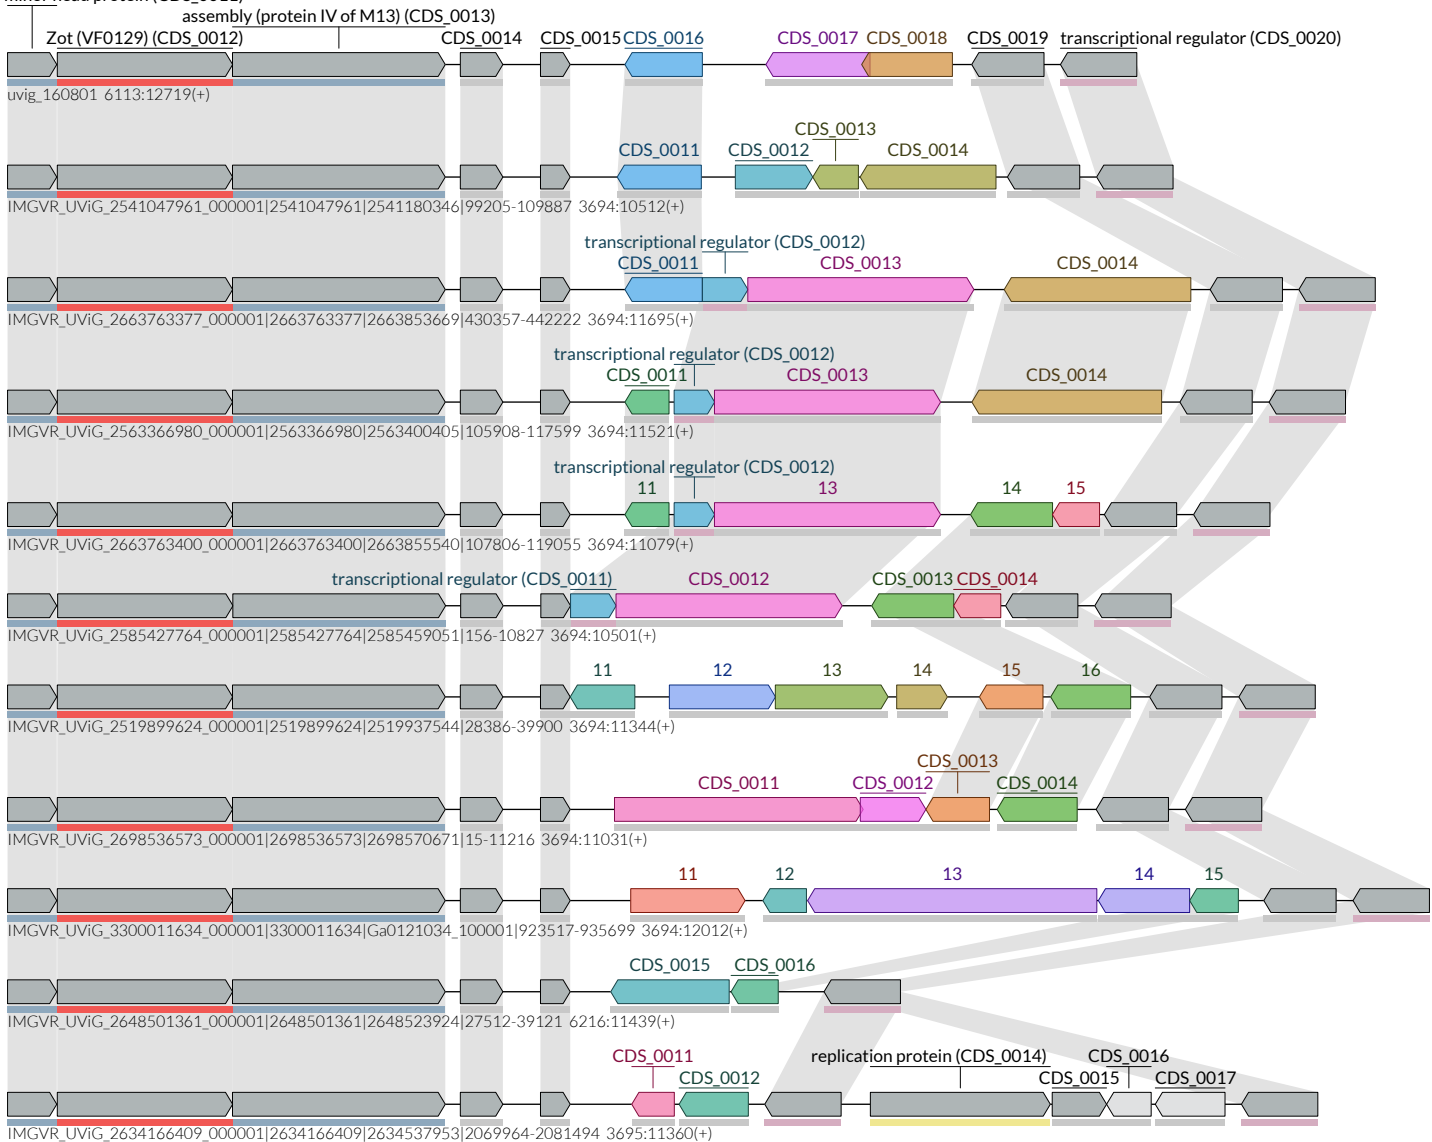 minor head protein (CDS_0011)
assembly (protein IV of M13) (CDS_0013)
Zot (VF0129) (CDS_0012) CDS_0014 CDS_0015 CDS_0016 CDS_0017 CDS_0018 CDS_0019 transcriptional regulator (CDS_0020)
uvig_160801 6113:12719(+)
CDS_0013
CDS_0011 CDS_0012 CDS_0014
IMGVR_UViG_2541047961_000001|2541047961|2541180346|99205-109887 3694:10512(+)
transcriptional regulator (CDS_0012)
CDS_0011 CDS_0013 CDS_0014
IMGVR_UViG_2663763377_000001|2663763377|2663853669|430357-442222 3694:11695(+)
transcriptional regulator (CDS_0012)
CDS_0011 CDS_0013 CDS_0014
IMGVR_UViG_2563366980_000001|2563366980|2563400405|105908-117599 3694:11521(+)
transcriptional regulator (CDS_0012)
11 13 14 15
IMGVR_UViG_2663763400_000001|2663763400|2663855540|107806-119055 3694:11079(+)
transcriptional regulator (CDS_0011) CDS_0012 CDS_0013 CDS_0014
IMGVR_UViG_2585427764_000001|2585427764|2585459051|156-10827 3694:10501(+)
11 12 13 14 15 16
IMGVR_UViG_2519899624_000001|2519899624|2519937544|28386-39900 3694:11344(+)
CDS_0013
CDS_0011 CDS_0012 CDS_0014
IMGVR_UViG_2698536573_000001|2698536573|2698570671|15-11216 3694:11031(+)
11 12 13 14 15
IMGVR_UViG_3300011634_000001|3300011634|Ga0121034_100001|923517-935699 3694:12012(+)
CDS_0015 CDS_0016
IMGVR_UViG_2648501361_000001|2648501361|2648523924|27512-39121 6216:11439(+)
CDS_0011 replication protein (CDS_0014) CDS_0016
CDS_0012 CDS_0015 CDS_0017
IMGVR_UViG_2634166409_000001|2634166409|2634537953|2069964-2081494 3695:11360(+)